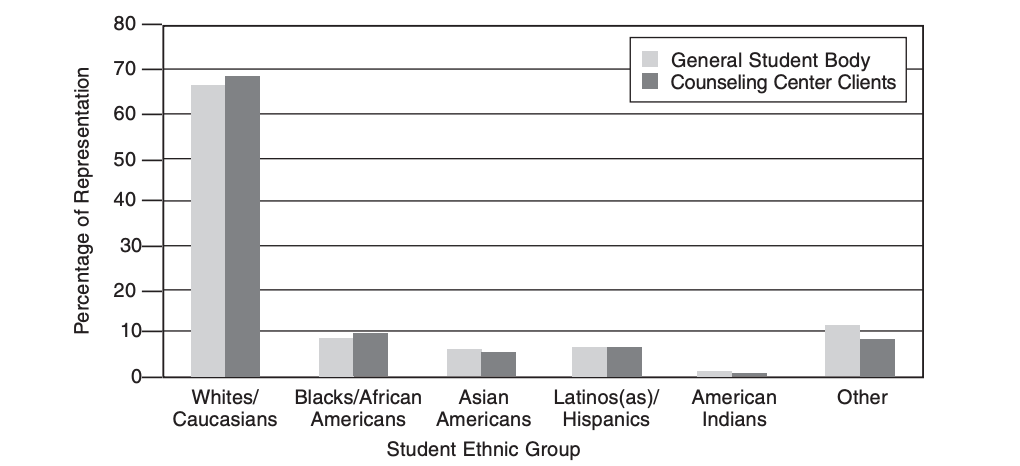 80
70
60
50
40
30
20
10
0
Percentage of Representation
General Student Body
Counseling Center Clients
Whites/
Caucasians
Blacks/African
Americans
Asian
Americans
Latinos(as)/
Hispanics
American
Indians
Other
Student Ethnic Group